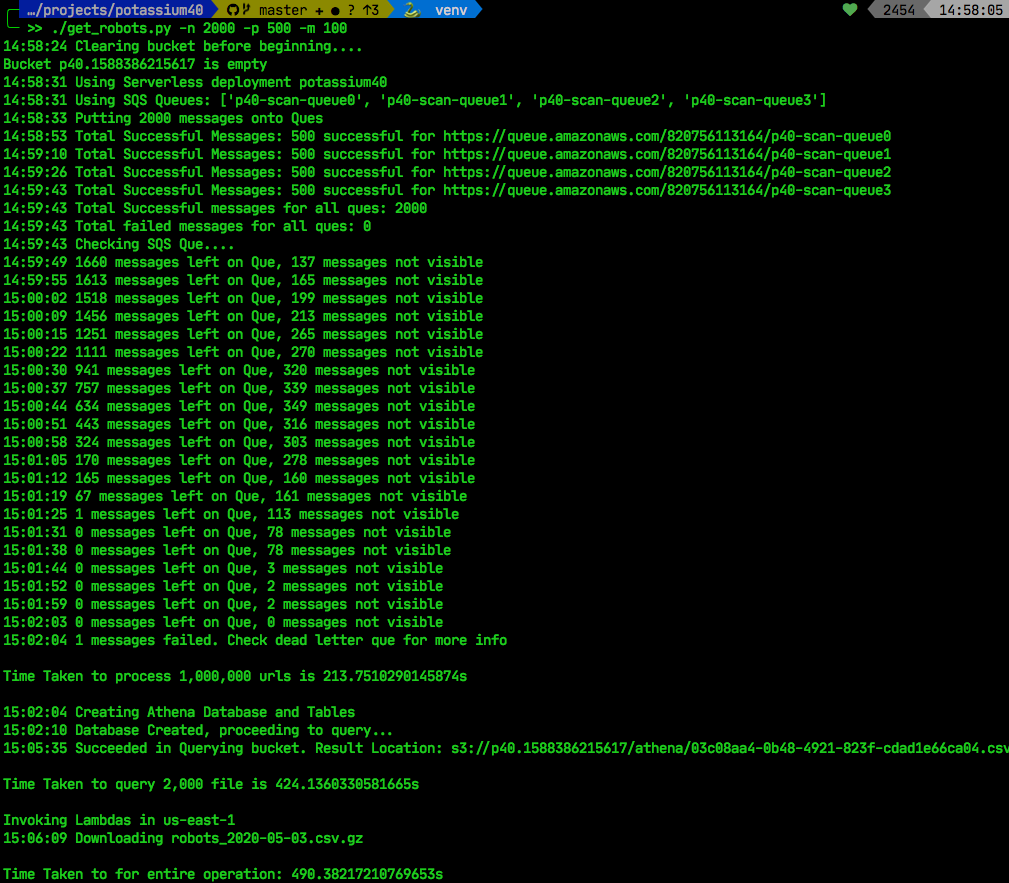 …/projects/potassium40 master + ● ? ↑3 venv 2454 14:58:05
>> ./get_robots.py -n 2000 -p 500 -m 100
14:58:24 Clearing bucket before beginning....
Bucket p40.1588386215617 is empty
14:58:31 Using Serverless deployment potassium40
14:58:31 Using SQS Queues: ['p40-scan-queue0', 'p40-scan-queue1', 'p40-scan-queue2', 'p40-scan-queue3']
14:58:33 Putting 2000 messages onto Ques
14:58:53 Total Successful Messages: 500 successful for https://queue.amazonaws.com/820756113164/p40-scan-queue0
14:59:10 Total Successful Messages: 500 successful for https://queue.amazonaws.com/820756113164/p40-scan-queue1
14:59:26 Total Successful Messages: 500 successful for https://queue.amazonaws.com/820756113164/p40-scan-queue2
14:59:43 Total Successful Messages: 500 successful for https://queue.amazonaws.com/820756113164/p40-scan-queue3
14:59:43 Total Successful messages for all ques: 2000
14:59:43 Total failed messages for all ques: 0
14:59:43 Checking SQS Que....
14:59:49 1660 messages left on Que, 137 messages not visible
14:59:55 1613 messages left on Que, 165 messages not visible
15:00:02 1518 messages left on Que, 199 messages not visible
15:00:09 1456 messages left on Que, 213 messages not visible
15:00:15 1251 messages left on Que, 265 messages not visible
15:00:22 1111 messages left on Que, 270 messages not visible
15:00:30 941 messages left on Que, 320 messages not visible
15:00:37 757 messages left on Que, 339 messages not visible
15:00:44 634 messages left on Que, 349 messages not visible
15:00:51 443 messages left on Que, 316 messages not visible
15:00:58 324 messages left on Que, 303 messages not visible
15:01:05 170 messages left on Que, 278 messages not visible
15:01:12 165 messages left on Que, 160 messages not visible
15:01:19 67 messages left on Que, 161 messages not visible
15:01:25 1 messages left on Que, 113 messages not visible
15:01:31 0 messages left on Que, 78 messages not visible
15:01:38 0 messages left on Que, 78 messages not visible
15:01:44 0 messages left on Que, 3 messages not visible
15:01:52 0 messages left on Que, 2 messages not visible
15:01:59 0 messages left on Que, 2 messages not visible
15:02:03 0 messages left on Que, 0 messages not visible
15:02:04 1 messages failed. Check dead letter que for more info
Time Taken to process 1,000,000 urls is 213.7510290145874s
15:02:04 Creating Athena Database and Tables
15:02:10 Database Created, proceeding to query...
15:05:35 Succeeded in Querying bucket. Result Location: s3://p40.1588386215617/athena/03c08aa4-0b48-4921-823f-cdad1e66ca04.csv
Time Taken to query 2,000 file is 424.1360330581665s
Invoking Lambdas in us-east-1
15:06:09 Downloading robots_2020-05-03.csv.gz
Time Taken to for entire operation: 490.38217210769653s